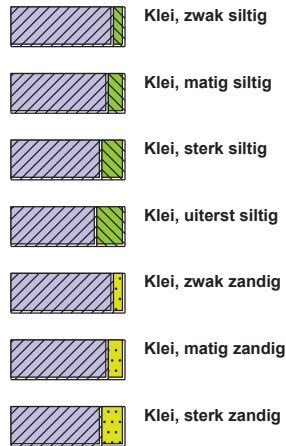 Klei, zwak siltig
Klei, matig siltig
Klei, sterk siltig
Klei, uiterst siltig
Klei, zwak zandig
Klei, matig zandig
Klei, sterk zandig